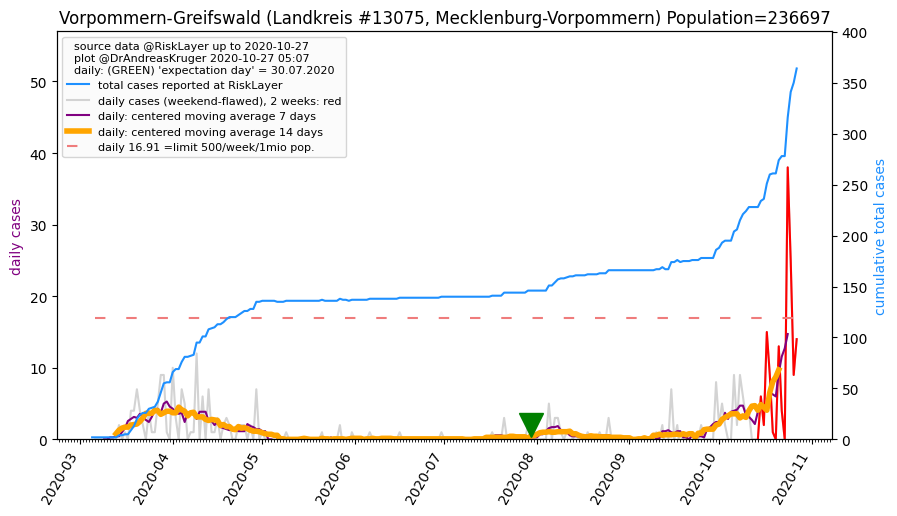 Vorpommern-Greifswald (Landkreis #13075, Mecklenburg-Vorpommern) Population=236697
source data @RiskLayer up to 2020-10-27
plot @DrAndreasKruger 2020-10-27 05:07
daily: (GREEN) 'expectation day' = 30.07.2020
total cases reported at RiskLayer
daily cases (weekend-flawed), 2 weeks: red
daily: centered moving average 7 days
daily: centered moving average 14 days
daily 16.91 =limit 500/week/1mio pop.
daily cases
50
40
30
20
10
0
cumulative total cases
400
350
300
250
200
150
100
50
0
2020-03
2020-04
2020-05
2020-06
2020-07
2020-08
2020-09
2020-10
2020-11